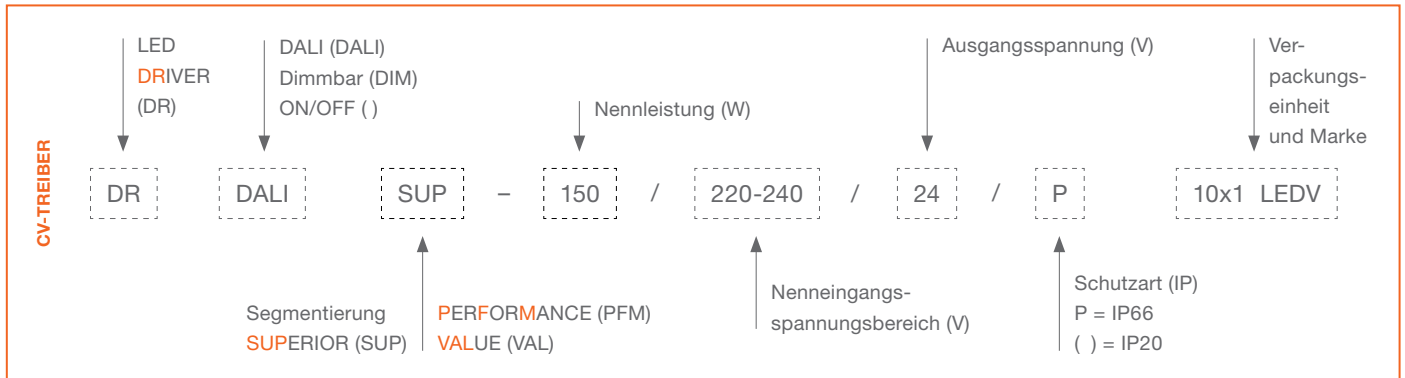 CV-TREIBER
LED
DRIVER
(DR)
DALI (DALI)
Dimmbar (DIM)
ON/OFF ( )
Nennleistung (W)
Ausgangsspannung (V)
Ver-
packungs-
einheit
und Marke
DR DALI SUP – 150 / 220-240 / 24 / P 10x1 LEDV
Segmentierung
SUPERIOR (SUP)
PERFORMANCE (PFM)
VALUE (VAL)
Nenneingangs-
spannungsbereich (V)
Schutzart (IP)
P = IP66
( ) = IP20